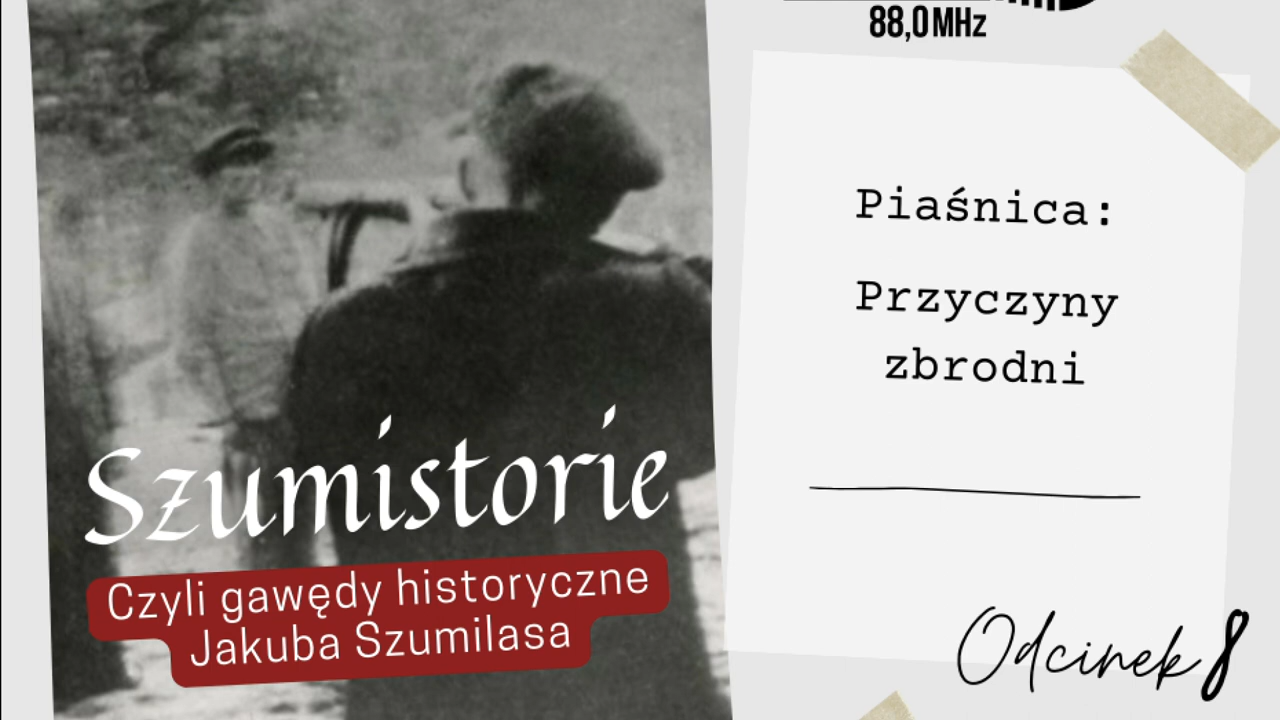 88,0 MHz
Piaśnica:
Przyczyny
zbrodni
Szumistorie
Czyli gawędy historyczne
Jakuba Szumilasa
Odcinek 8